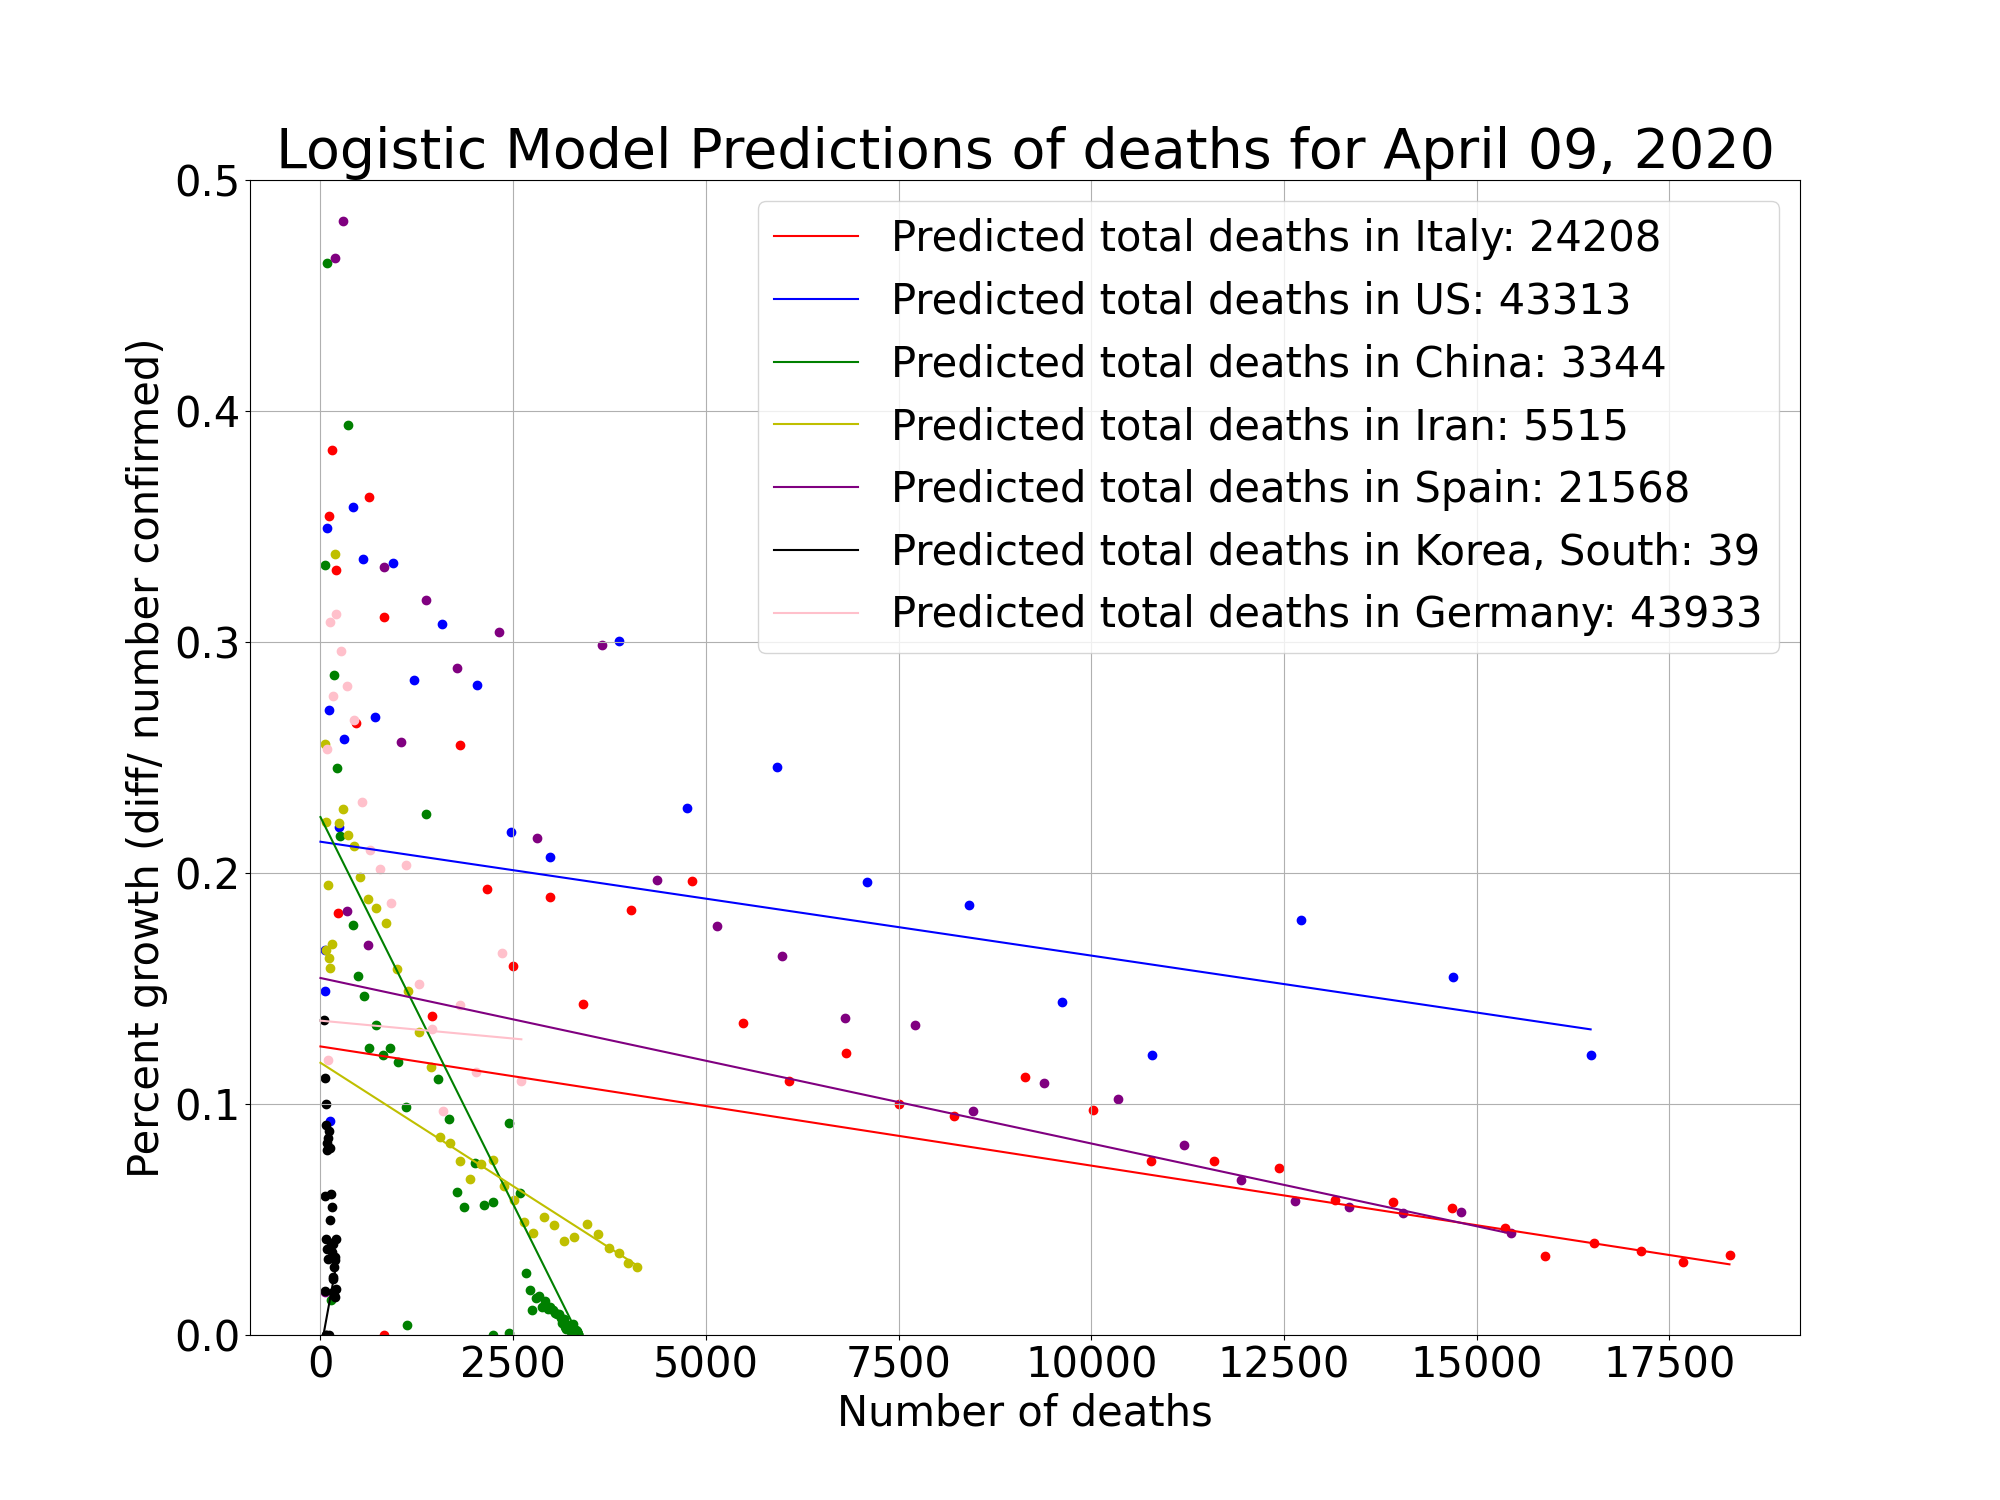 Logistic Model Predictions of deaths for April 09, 2020
0.5
0.4
0.3
0.2
0.1
0.0
Percent growth (diff/ number confirmed)
Predicted total deaths in Italy: 24208
Predicted total deaths in US: 43313
Predicted total deaths in China: 3344
Predicted total deaths in Iran: 5515
Predicted total deaths in Spain: 21568
Predicted total deaths in Korea, South: 39
Predicted total deaths in Germany: 43933
0 2500 5000 7500 10000 12500 15000 17500
Number of deaths